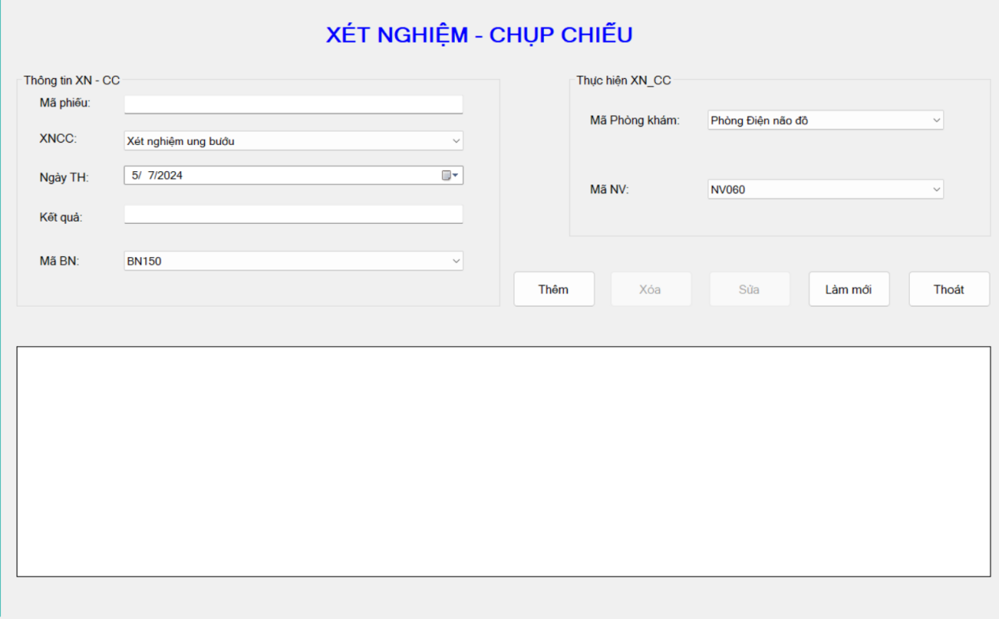 XÉT NGHIỆM - CHỤP CHIẾU
Thông tin XN - CC
Mã phiếu:
XNCC: Xét nghiệm ung bướu
Ngày TH: 5/ 7/2024
Kết quả:
Mã BN: BN150
Thực hiện XN_CC
Mã Phòng khám: Phòng Điện não đồ
Mã NV: NV060
Thêm Xóa Sửa Làm mới Thoát